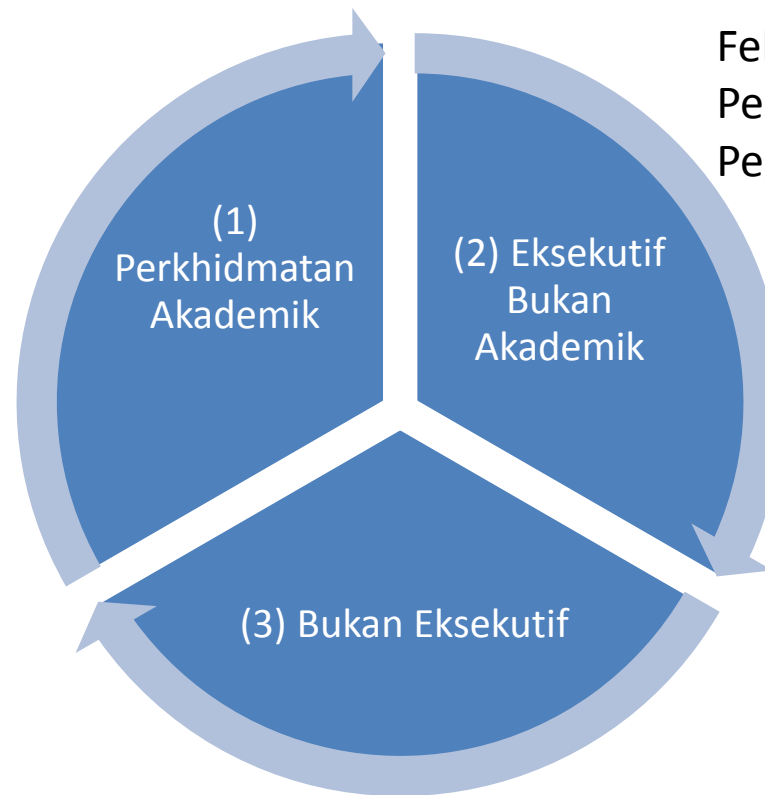 (1)
Perkhidmatan
Akademik
(2) Eksekutif
Bukan
Akademik
(3) Bukan Eksekutif